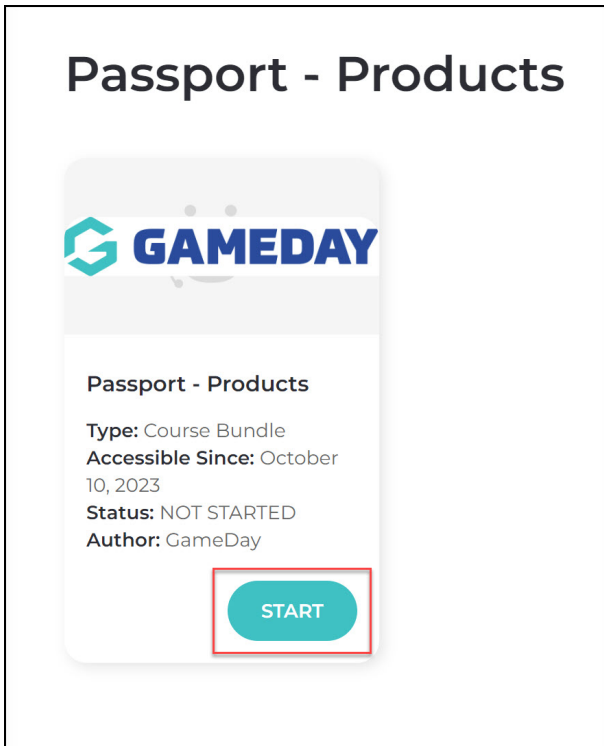 Passport - Products
GAMEDAY
Passport - Products
Type: Course Bundle
Accessible Since: October
10, 2023
Status: NOT STARTED
Author: GameDay
START